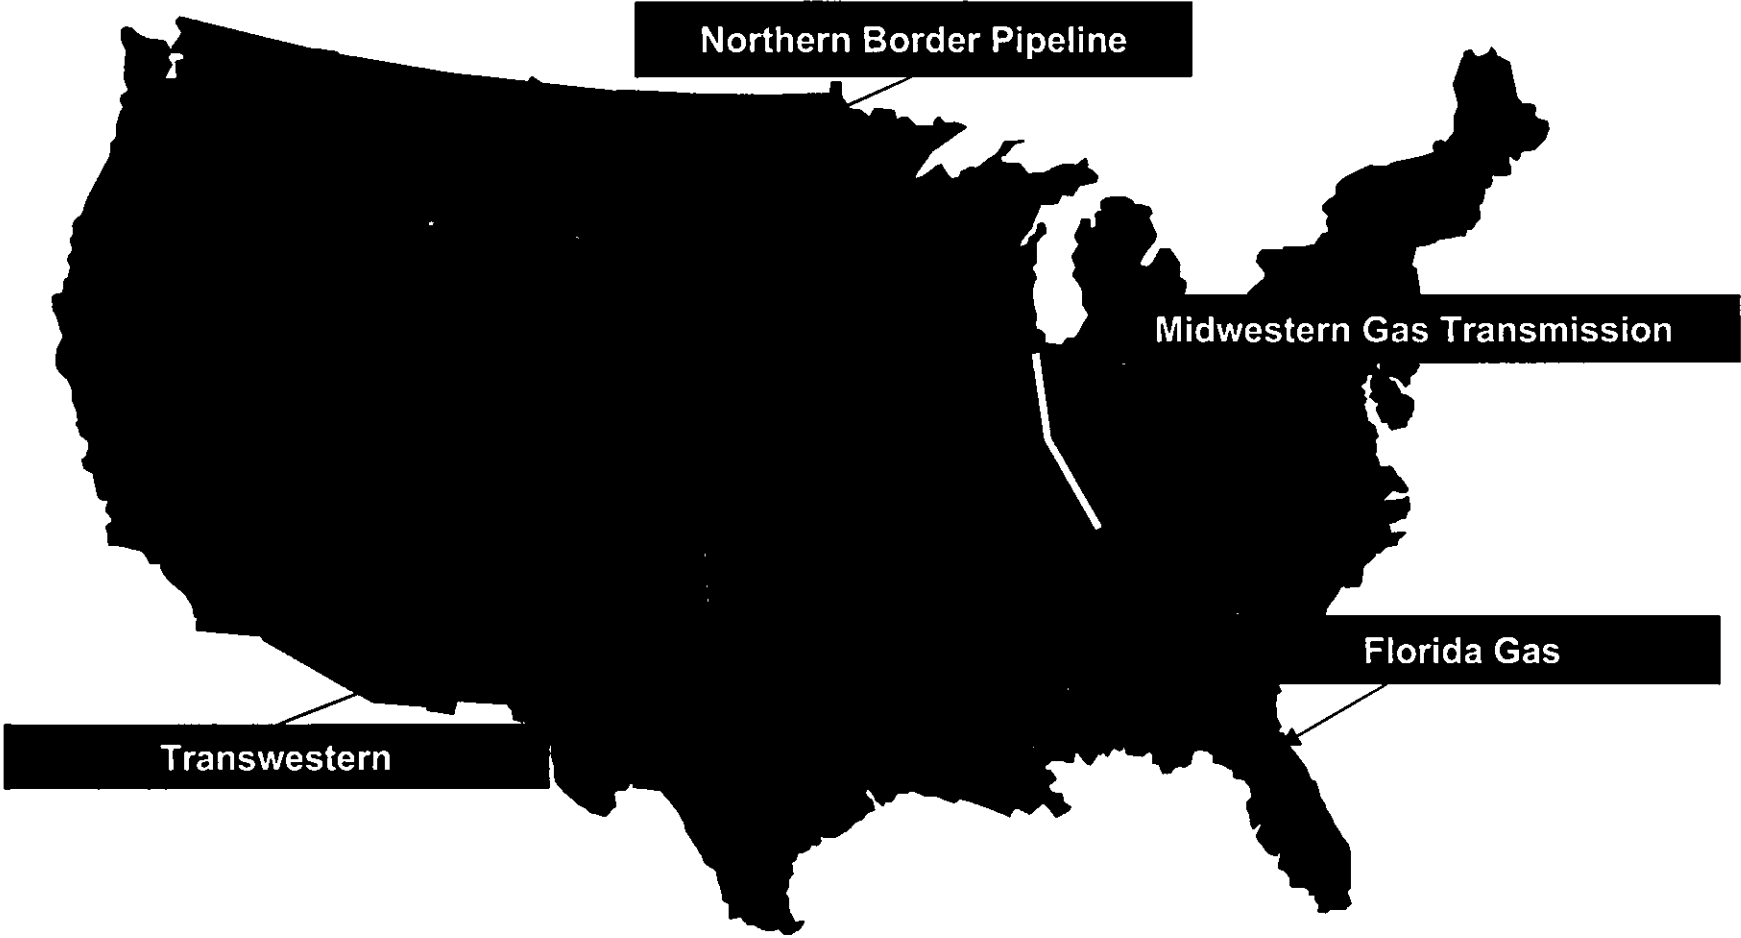 Northern Border Pipeline
Midwestern Gas Transmission
Florida Gas
Transwestern